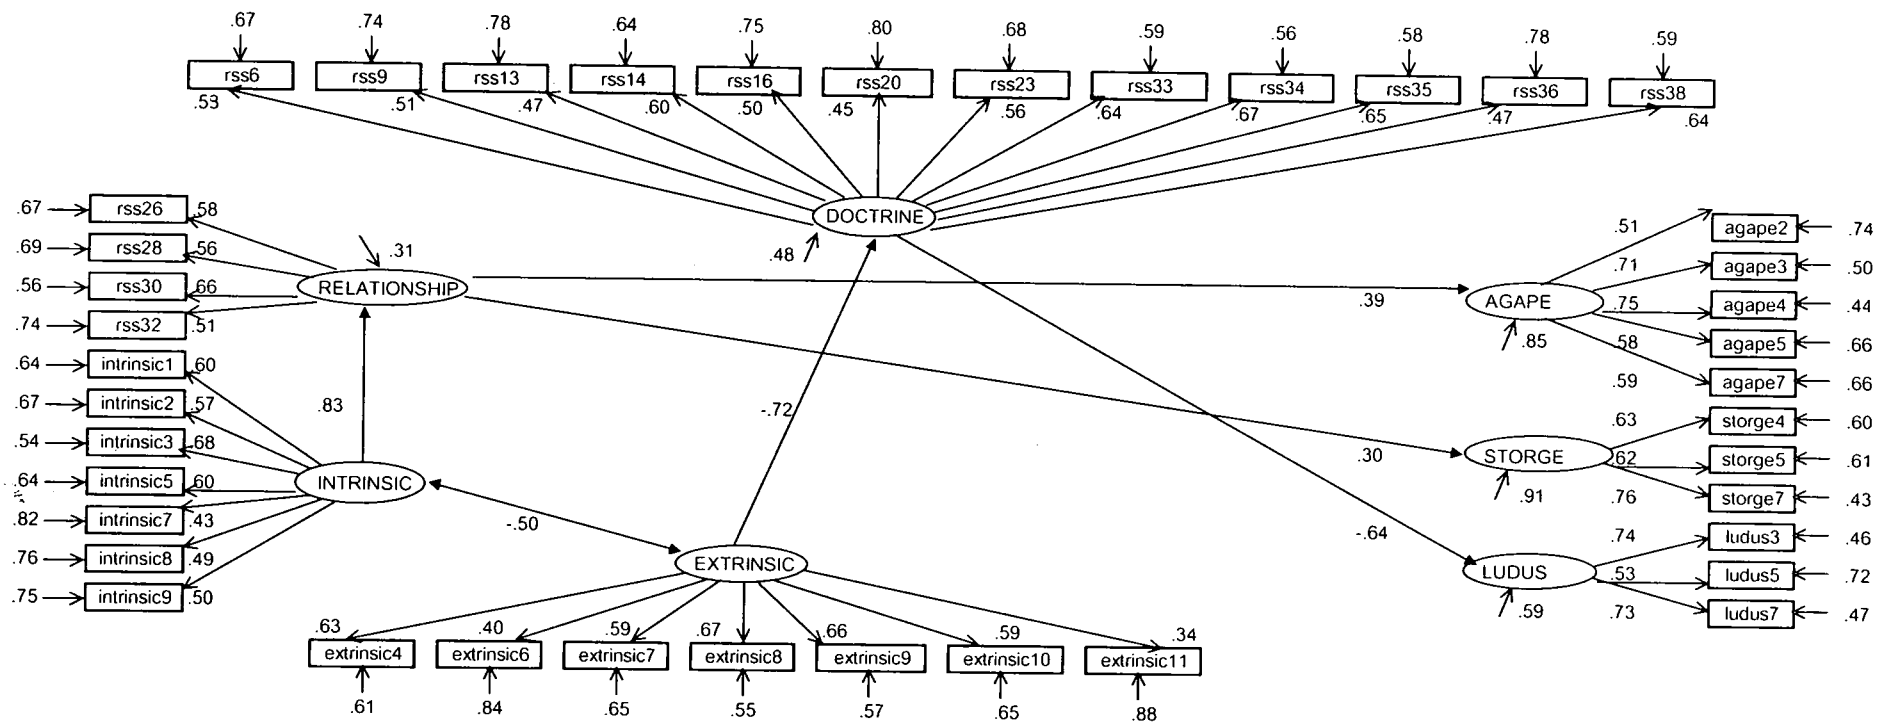 .67 .74 .78 .64 .75 .80 .68 .59 .56 .58 .78 .59
rss6 rss9 rss13 rss14 rss16 rss20 rss23 rss33 rss34 rss35 rss36 rss38
.53 .51 .47 .60 .50 .45 .56 .64 .67 .65 .47 .64
DOCTRINE
.48
.67 rss26 .58
.69 rss28 .56
.56 rss30 .66
.74 rss32 .51
.31
RELATIONSHIP
.64 intrinsic1 .60
.67 intrinsic2 .57
.54 intrinsic3 .68
.64 intrinsic5 .60
.82 intrinsic7 .43
.76 intrinsic8 .49
.75 intrinsic9 .50
.83
INTRINSIC
-.50
-.72
.39
.30
-.64
AGAPE
.85
.51 agape2 .74
.71 agape3 .50
.75 agape4 .44
.58 agape5 .66
.59 agape7 .66
STORGE
.91
.63 storge4 .60
.62 storge5 .61
.76 storge7 .43
LUDUS
.59
.74 ludus3 .46
.53 ludus5 .72
.73 ludus7 .47
EXTRINSIC
.63 .40 .59 .67 .66 .59 .34
extrinsic4 extrinsic6 extrinsic7 extrinsic8 extrinsic9 extrinsic10 extrinsic11
.61 .84 .65 .55 .57 .65 .88